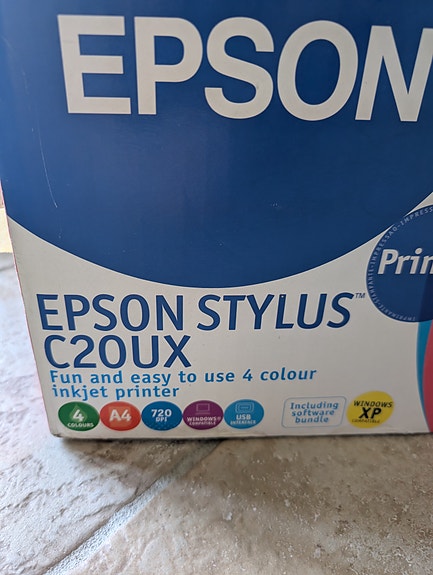 EPSON
Prin
EPSON STYLUS™
C20UX
Fun and easy to use 4 colour
inkjet printer
4
COLOURS
A4
720
DPI
WINDOWS®
COMPATIBLE
USB
INTERFACE
Including
software
bundle
WINDOWS
XP
COMPATIBLE